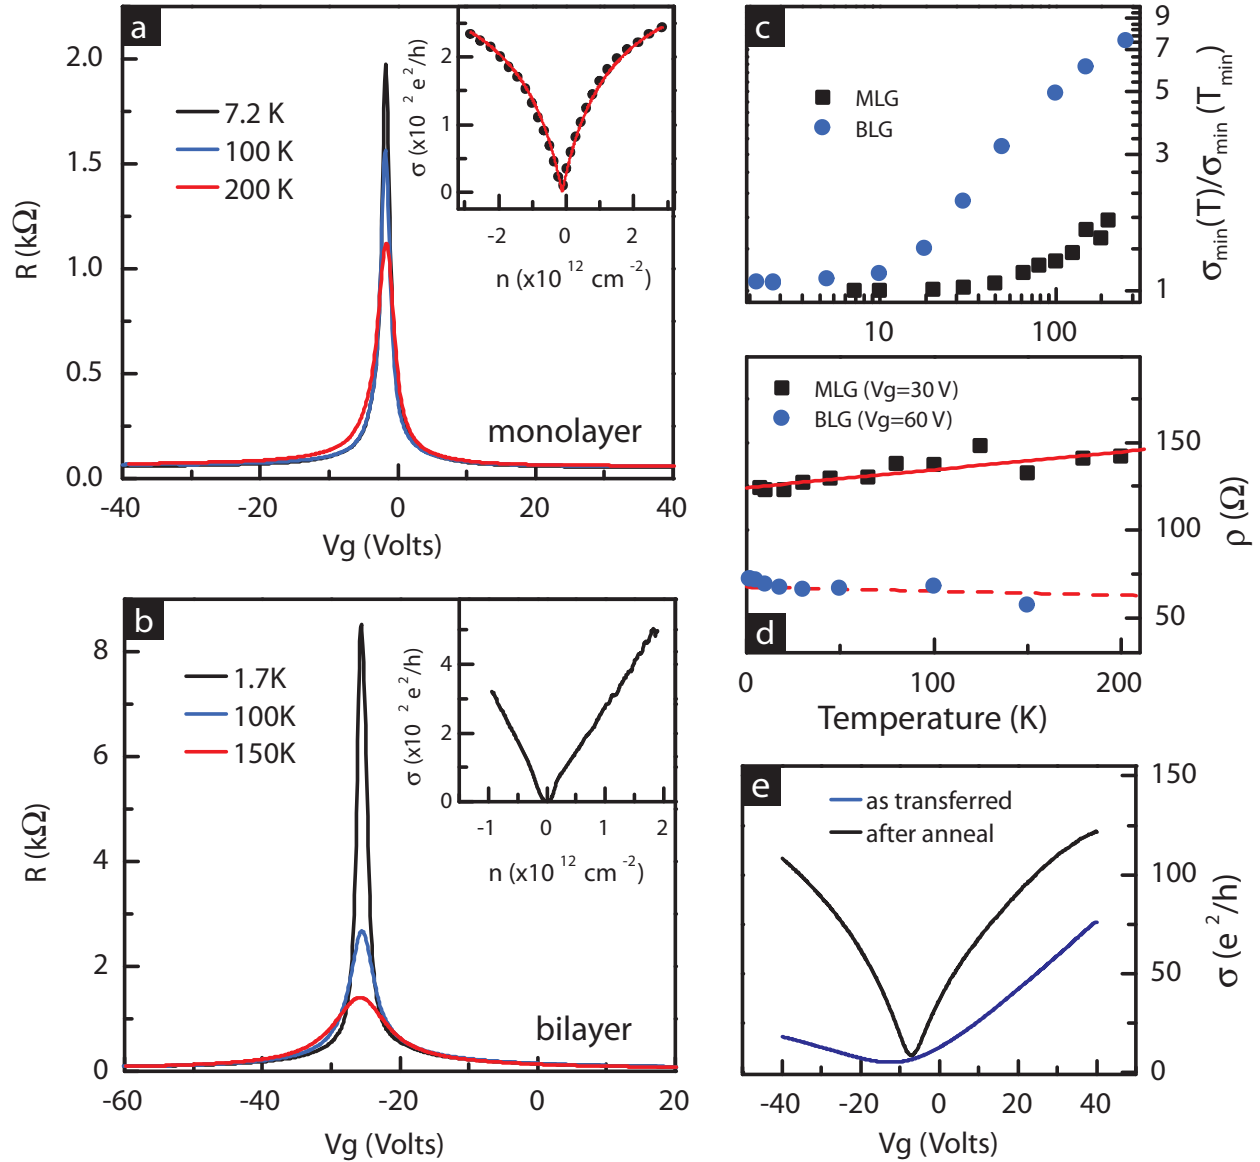 a
2.0
1.5
1.0
0.5
0.0
R (kΩ)
7.2 K
100 K
200 K
monolayer
-40
-20
0
20
40
Vg (Volts)
2
1
0
σ (x10 2 e2/h)
-2
0
2
n (x10 12 cm-2)
b
8
6
4
2
0
R (kΩ)
1.7K
100K
150K
bilayer
-60
-40
-20
0
20
Vg (Volts)
4
2
0
σ (x10 2 e2/h)
-1
0
1
2
n (x10 12 cm-2)
c
MLG
BLG
9
7
5
3
1
σmin(T)/σmin (Tmin)
10
100
MLG (Vg=30 V)
BLG (Vg=60 V)
150
100
50
ρ (Ω)
d
0
100
200
Temperature (K)
e
as transferred
after anneal
150
100
50
0
σ (e2/h)
-40
-20
0
20
40
Vg (Volts)